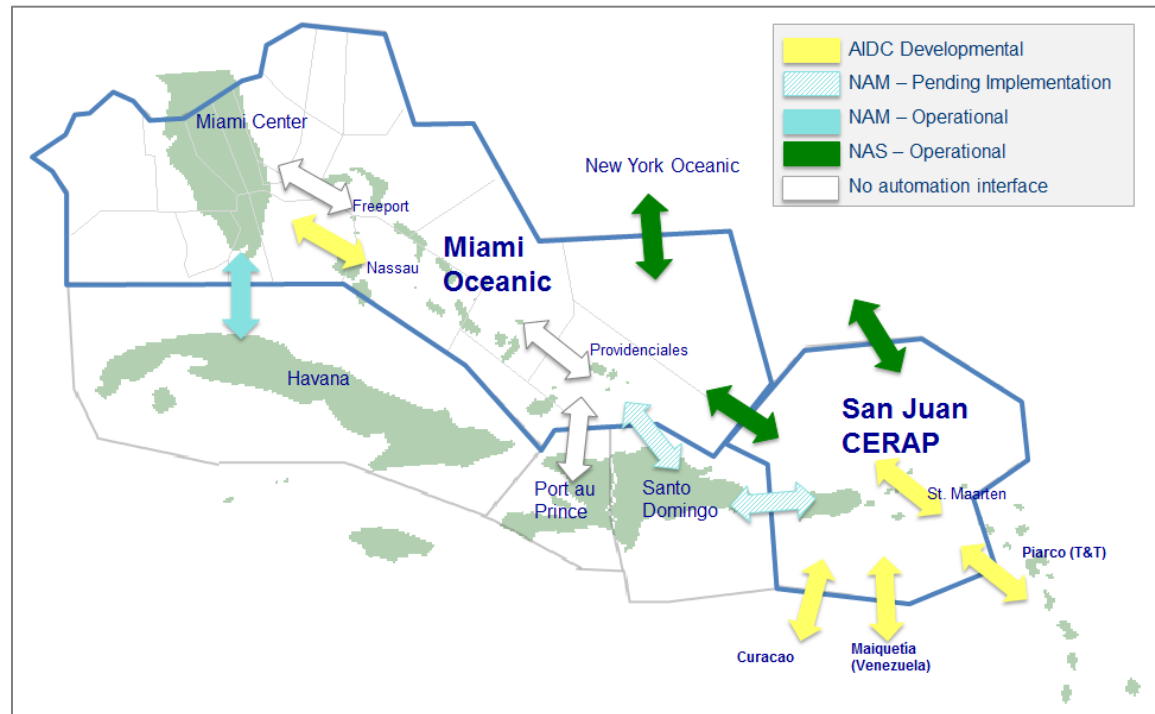 AIDC Developmental
NAM – Pending Implementation
NAM – Operational
NAS – Operational
No automation interface
Miami Center
New York Oceanic
Freeport
Nassau
Miami
Oceanic
Providenciales
Havana
San Juan
CERAP
Port au
Prince
Santo
Domingo
St. Maarten
Piarco (T&T)
Curacao
Maiquetía
(Venezuela)